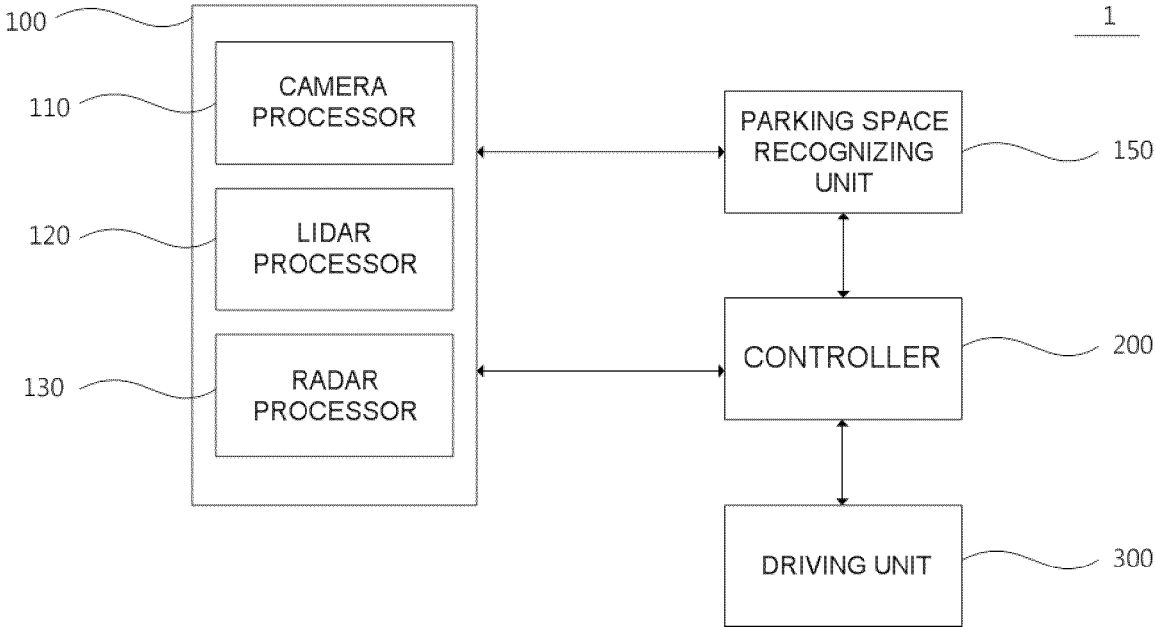 100
1
CAMERA
PROCESSOR
110
PARKING SPACE
RECOGNIZING
UNIT
150
120
LIDAR
PROCESSOR
CONTROLLER
200
130
RADAR
PROCESSOR
DRIVING UNIT
300